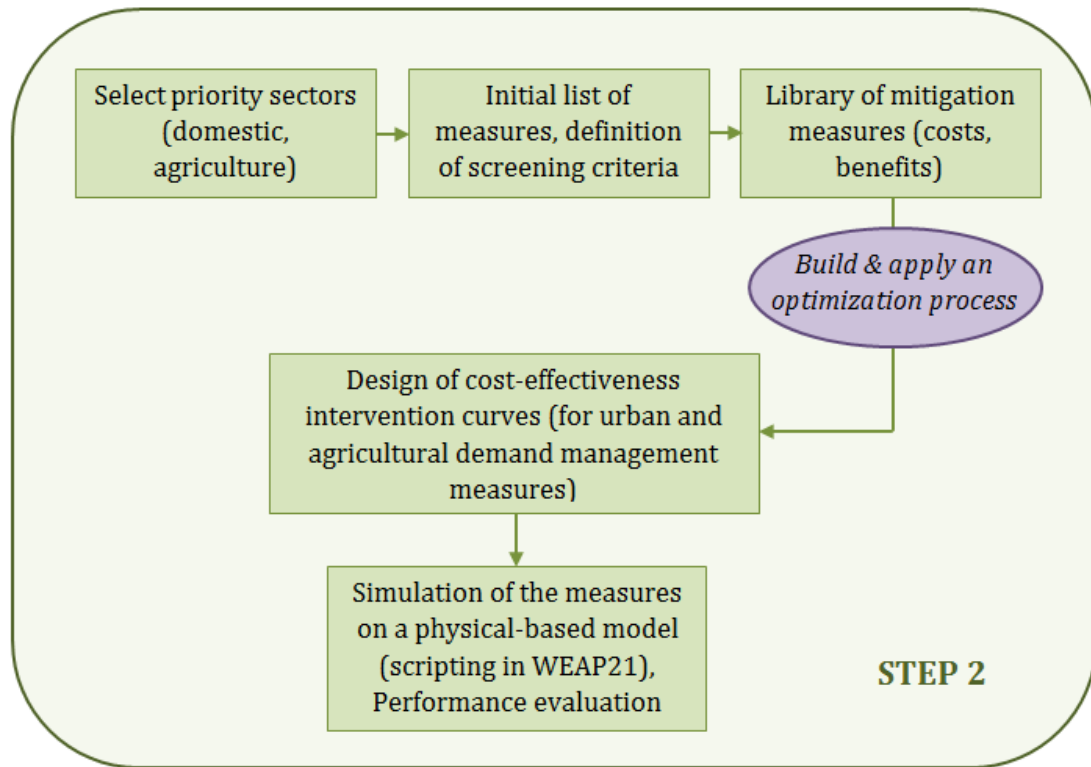 Select priority sectors
(domestic,
agriculture)
Initial list of
measures, definition
of screening criteria
Library of mitigation
measures (costs,
benefits)
Build & apply an
optimization process
Design of cost-effectiveness
intervention curves (for urban and
agricultural demand management
measures)
Simulation of the measures
on a physical-based model
(scripting in WEAP21),
Performance evaluation
STEP 2